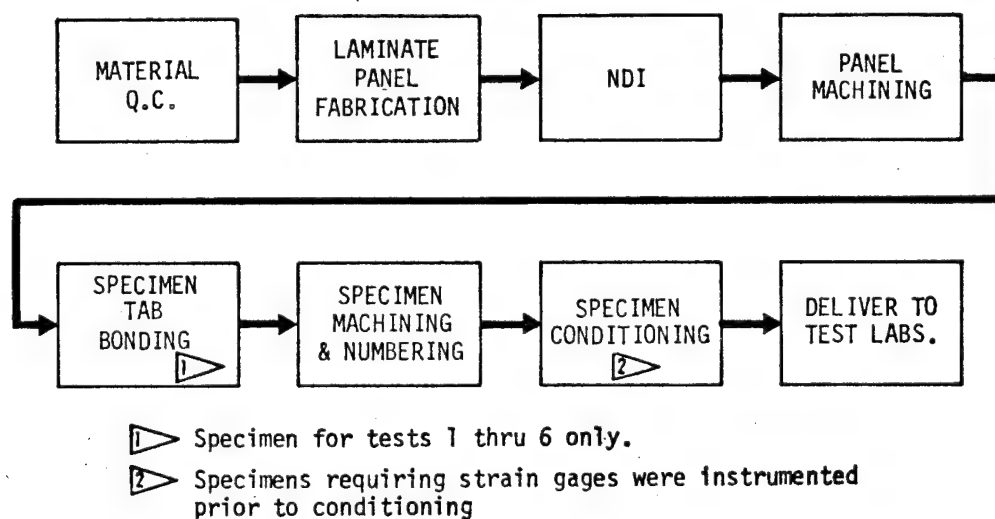 MATERIAL
Q.C.
LAMINATE
PANEL
FABRICATION
NDI
PANEL
MACHINING
SPECIMEN
TAB
BONDING
1
SPECIMEN
MACHINING
& NUMBERING
SPECIMEN
CONDITIONING
2
DELIVER TO
TEST LABS.
1 Specimen for tests 1 thru 6 only.
2 Specimens requiring strain gages were instrumented
prior to conditioning